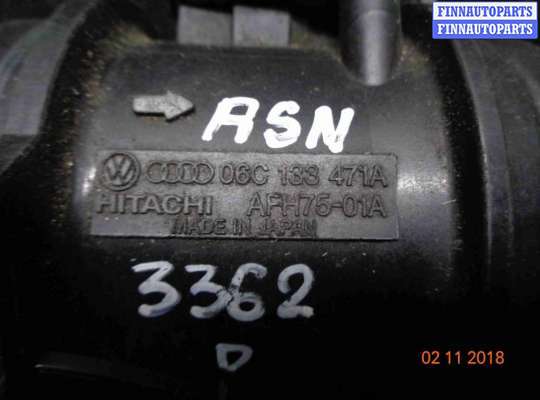 FINNAUTOPARTS
FINNAUTOPARTS
ASN
06C 133 471A
HITACHI AFH75-01A
MADE IN JAPAN
3362
D
02 11 2018